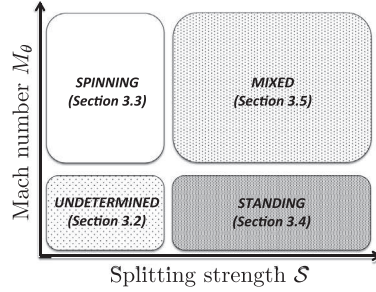 Mach number M_θ
SPINNING
(Section 3.3)
MIXED
(Section 3.5)
UNDETERMINED
(Section 3.2)
STANDING
(Section 3.4)
Splitting strength 𝒮